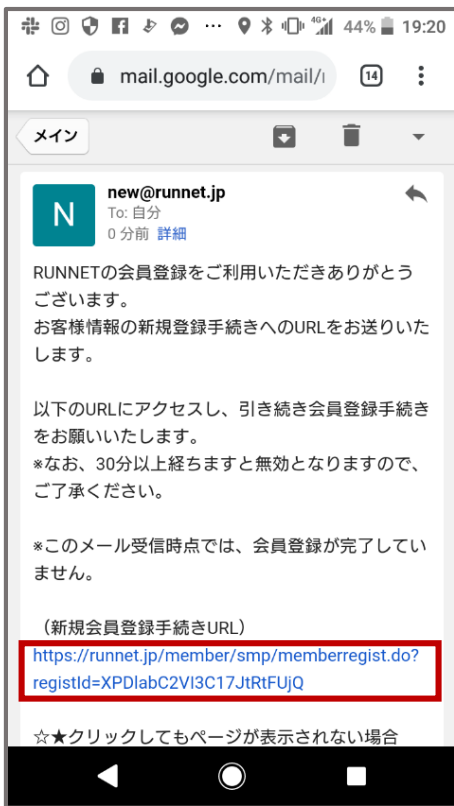 46+ 44% 19:20
mail.google.com/mail/ 14
メイン
N
new@runnet.jp
To: 自分
0 分前 詳細
RUNNETの会員登録をご利用いただきありがとう
ございます。
お客様情報の新規登録手続きへのURLをお送りいた
します。
以下のURLにアクセスし、引き続き会員登録手続き
をお願いいたします。
*なお、30分以上経ちますと無効となりますので、
ご了承ください。
*このメール受信時点では、会員登録が完了してい
ません。
（新規会員登録手続きURL）
https://runnet.jp/member/smp/memberregist.do?
registId=XPDlabC2VI3C17JtRtFUjQ
☆★クリックしてもページが表示されない場合